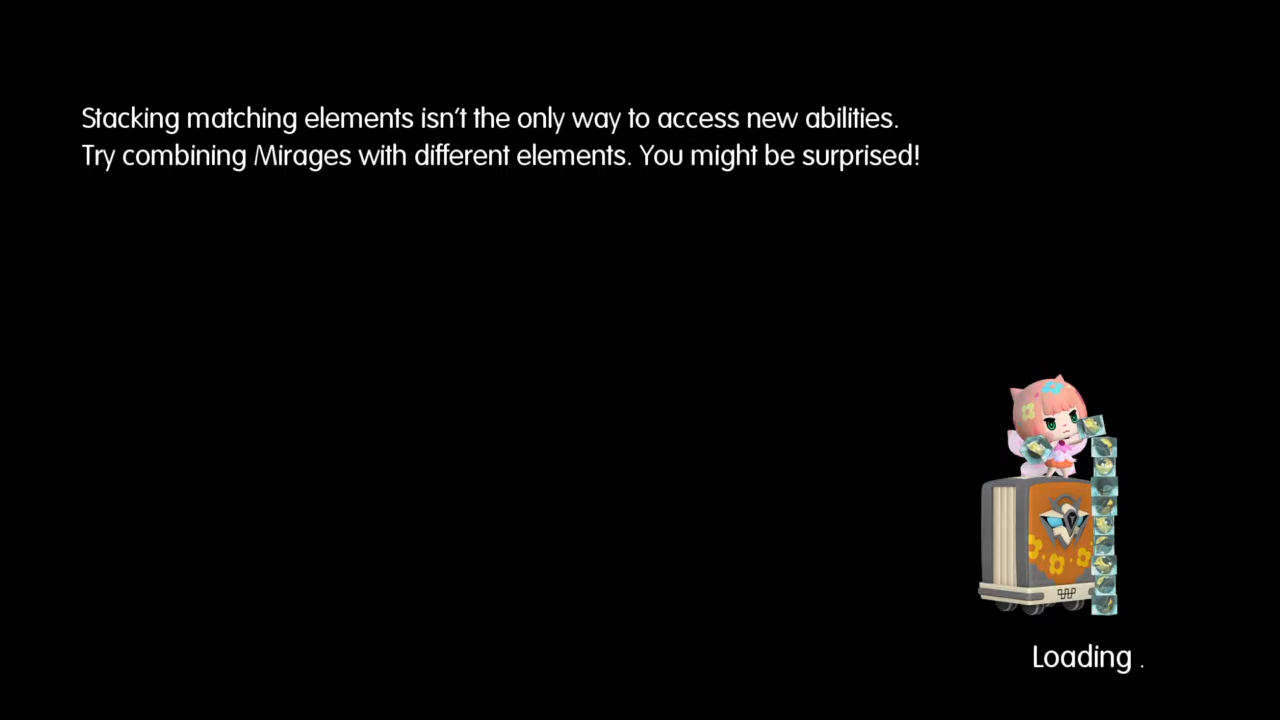 Stacking matching elements isn't the only way to access new abilities.
Try combining Mirages with different elements. You might be surprised!
Loading .